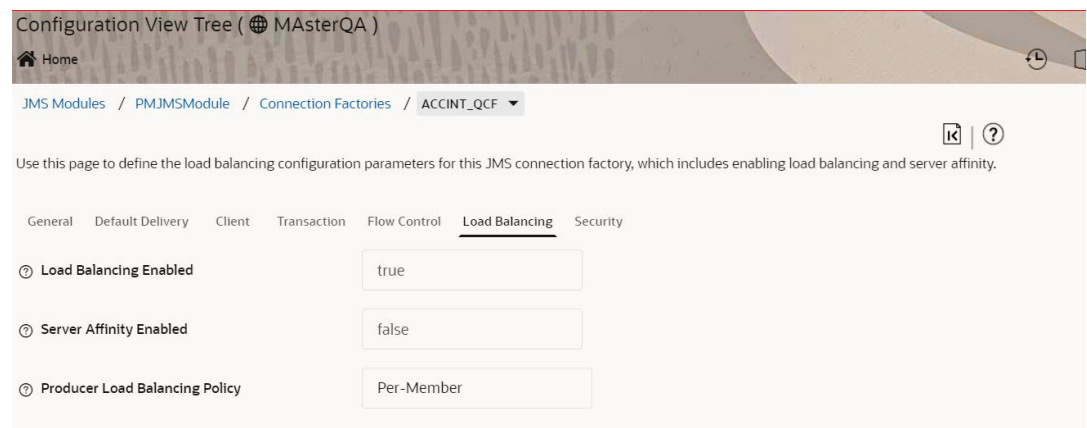 Configuration View Tree ( MAsterQA )
Home
JMS Modules / PMJMSModule / Connection Factories / ACCINT_QCF
Use this page to define the load balancing configuration parameters for this JMS connection factory, which includes enabling load balancing and server affinity.
General Default Delivery Client Transaction Flow Control Load Balancing Security
Load Balancing Enabled true
Server Affinity Enabled false
Producer Load Balancing Policy Per-Member